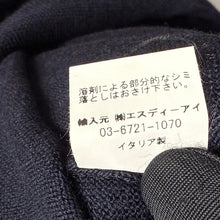 溶剤による部分的なシミ
落としはおさけ下さい。
輸入元 ㈱エスディーアイ
03-6721-1070
イタリア製